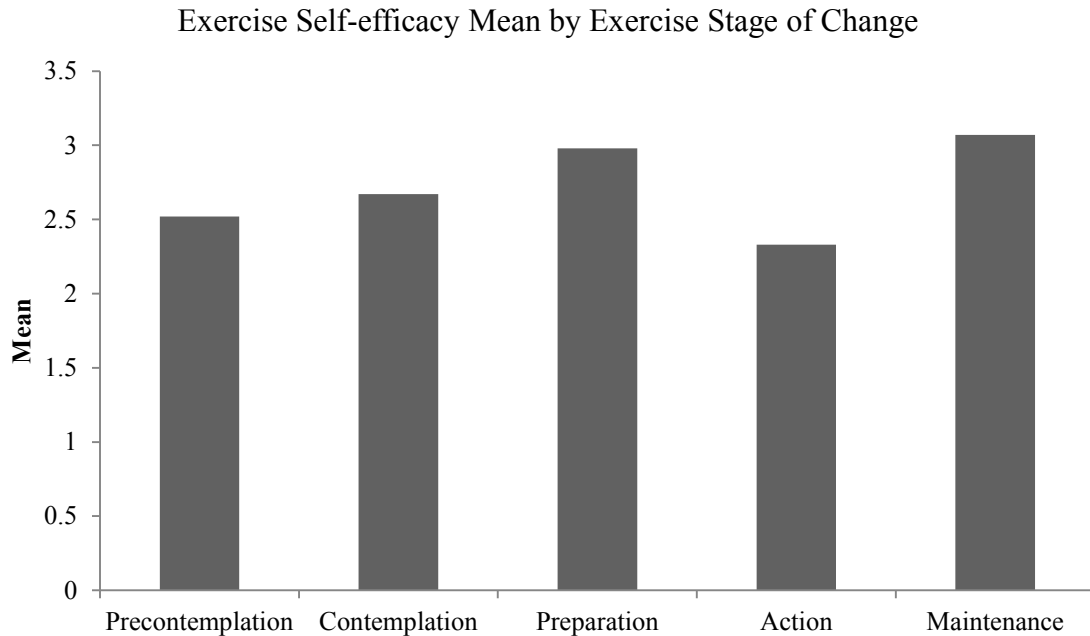 Exercise Self-efficacy Mean by Exercise Stage of Change
3.5
3
2.5
2
1.5
1
0.5
0
Mean
Precontemplation Contemplation Preparation Action Maintenance